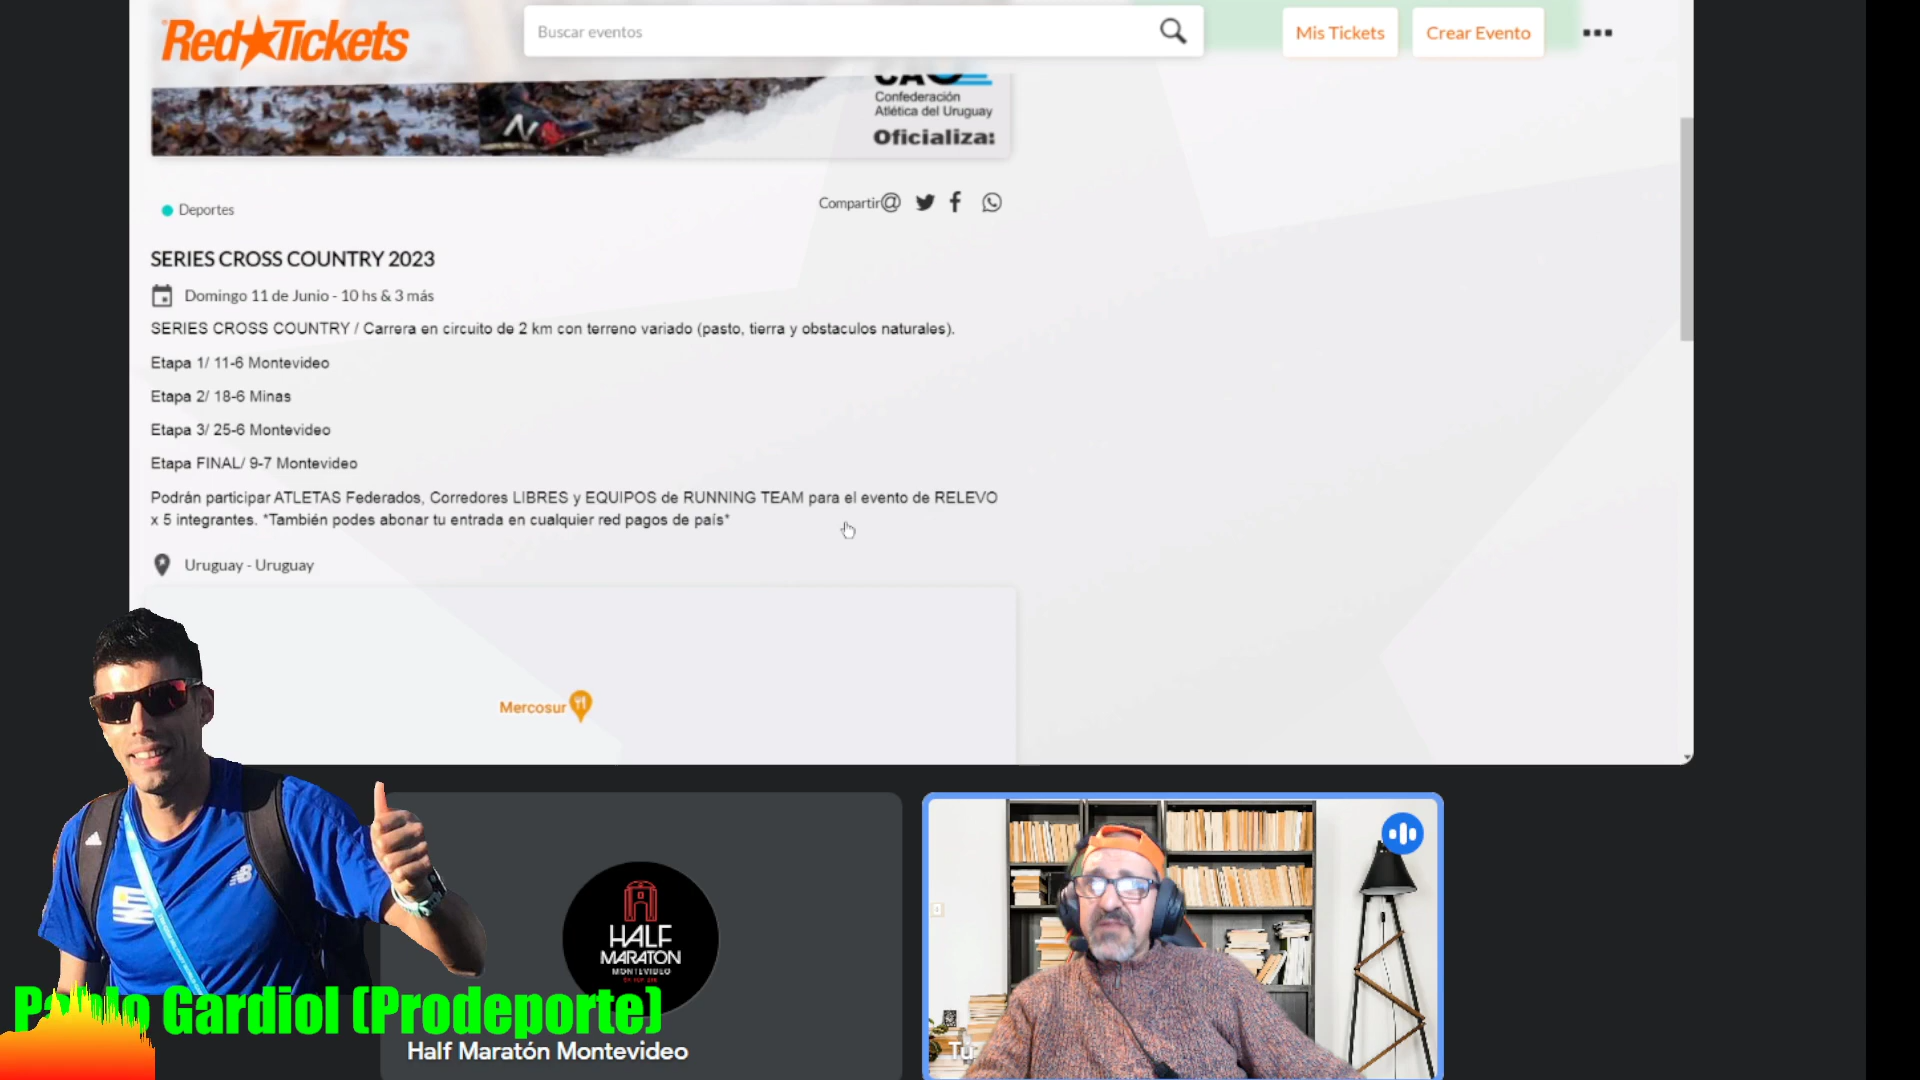 Red★Tickets
Buscar eventos
Mis Tickets
Crear Evento
CAU
Confederación
Atlética del Uruguay
Oficializa:
Deportes
Compartir
SERIES CROSS COUNTRY 2023
Domingo 11 de Junio - 10 hs & 3 más
SERIES CROSS COUNTRY / Carrera en circuito de 2 km con terreno variado (pasto, tierra y obstaculos naturales).
Etapa 1/ 11-6 Montevideo
Etapa 2/ 18-6 Minas
Etapa 3/ 25-6 Montevideo
Etapa FINAL/ 9-7 Montevideo
Podrán participar ATLETAS Federados, Corredores LIBRES y EQUIPOS de RUNNING TEAM para el evento de RELEVO
x 5 integrantes. *También podes abonar tu entrada en cualquier red pagos de país*
Uruguay - Uruguay
Mercosur
HALF
MARATON
MONTEVIDEO
Pablo Gardiol (Prodeporte)
Half Maratón Montevideo
Tú